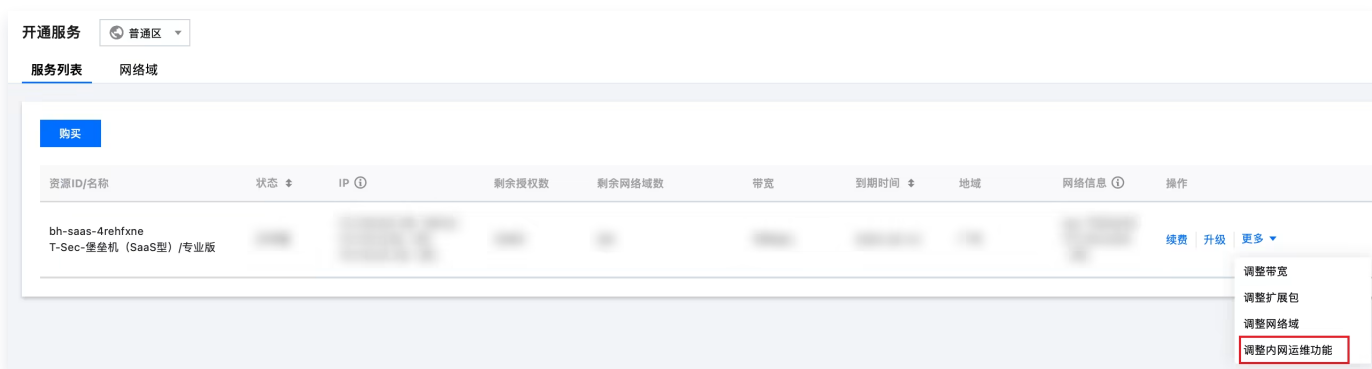 开通服务 普通区
服务列表 网络域
购买
资源ID/名称 状态 IP 剩余授权数 剩余网络域数 带宽 到期时间 地域 网络信息 操作
bh-saas-4rehfxne
T-Sec-堡垒机（SaaS型）/专业版
续费 升级 更多
调整带宽
调整扩展包
调整网络域
调整内网运维功能